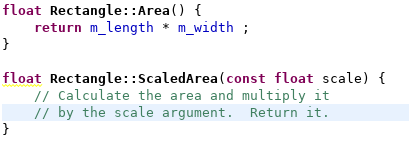 float Rectangle::Area() {
    return m_length * m_width ;
}

float Rectangle::ScaledArea(const float scale) {
    // Calculate the area and multiply it
    // by the scale argument.  Return it.
}